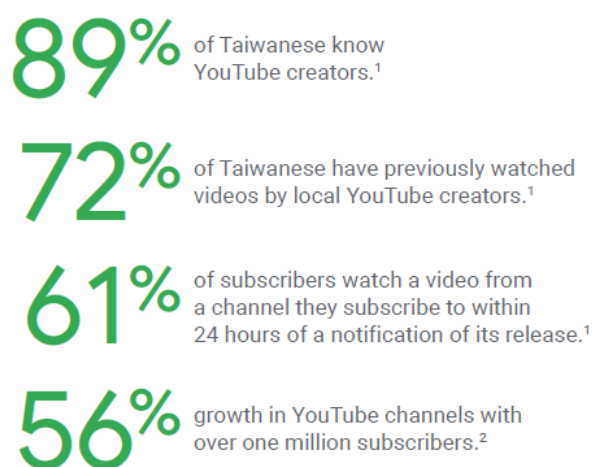 89% of Taiwanese know
YouTube creators.¹
72% of Taiwanese have previously watched
videos by local YouTube creators.¹
61% of subscribers watch a video from
a channel they subscribe to within
24 hours of a notification of its release.¹
56% growth in YouTube channels with
over one million subscribers.²